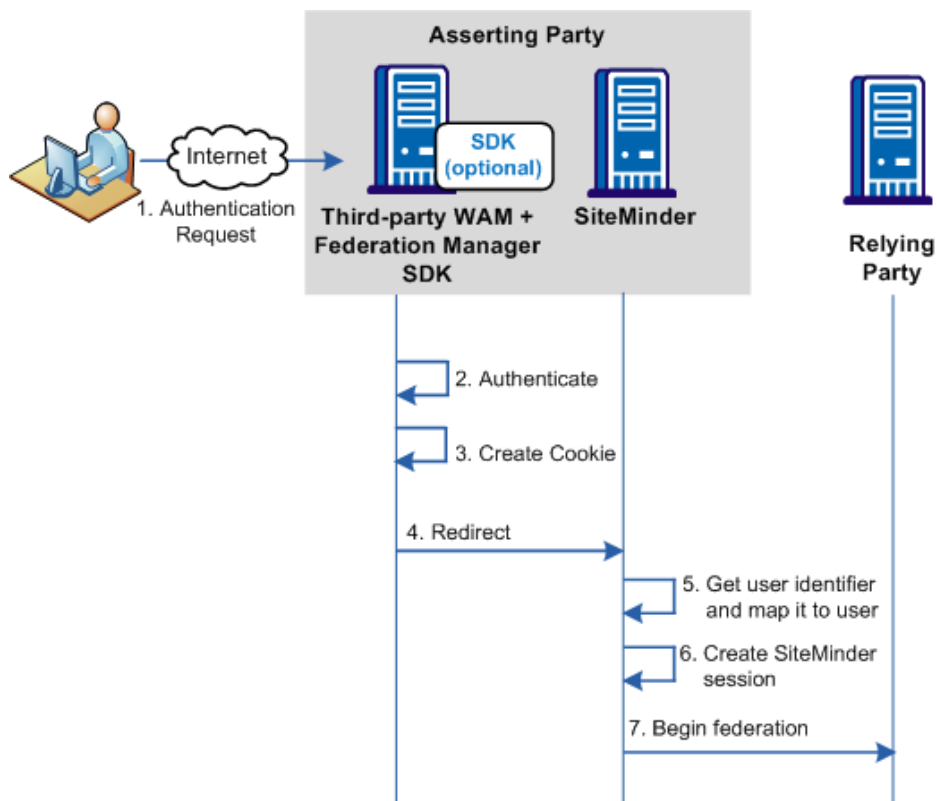 Asserting Party
Internet
SDK
(optional)
1. Authentication
Request
Third-party WAM +
Federation Manager
SDK
SiteMinder
Relying
Party
2. Authenticate
3. Create Cookie
4. Redirect
5. Get user identifier
and map it to user
6. Create SiteMinder
session
7. Begin federation